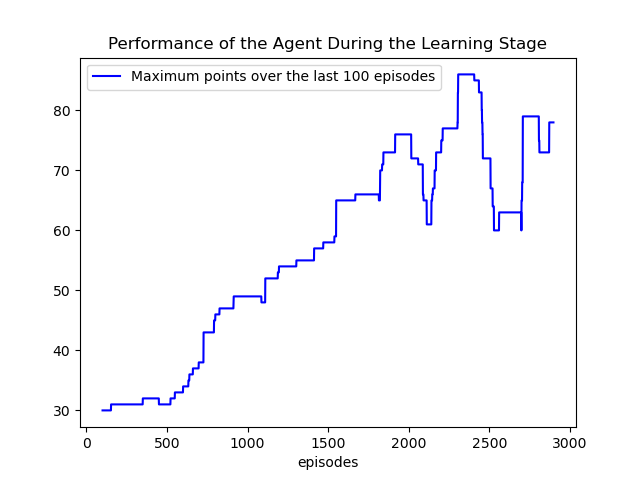 Performance of the Agent During the Learning Stage
Maximum points over the last 100 episodes
80
70
60
50
40
30
0 500 1000 1500 2000 2500 3000
episodes